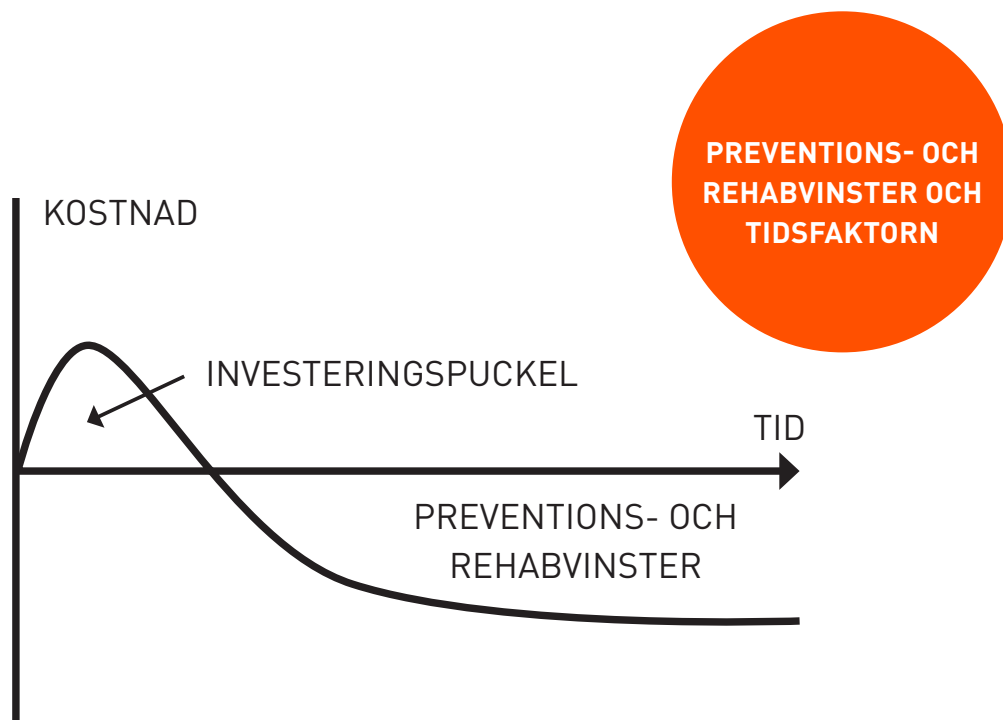 PREVENTIONS- OCH
REHABVINSTER OCH
TIDSFAKTORN
KOSTNAD
INVESTERINGSPUCKEL
TID
PREVENTIONS- OCH
REHABVINSTER